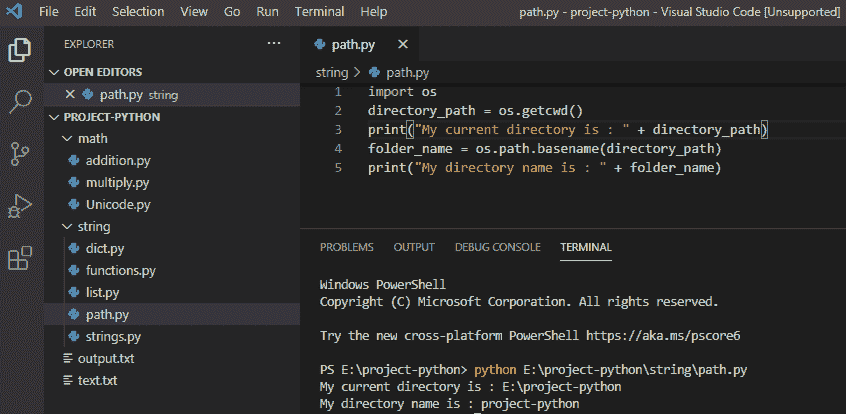 File Edit Selection View Go Run Terminal Help path.py - project-python - Visual Studio Code [Unsupported]
EXPLORER ...
OPEN EDITORS
path.py string
PROJECT-PYTHON
math
addition.py
multiply.py
Unicode.py
string
dict.py
functions.py
list.py
path.py
strings.py
output.txt
text.txt
path.py
string > path.py
1 import os
2 directory_path = os.getcwd()
3 print("My current directory is : " + directory_path)
4 folder_name = os.path.basename(directory_path)
5 print("My directory name is : " + folder_name)
PROBLEMS OUTPUT DEBUG CONSOLE TERMINAL
Windows PowerShell
Copyright (C) Microsoft Corporation. All rights reserved.
Try the new cross-platform PowerShell https://aka.ms/pscore6
PS E:\project-python> python E:\project-python\string\path.py
My current directory is : E:\project-python
My directory name is : project-python